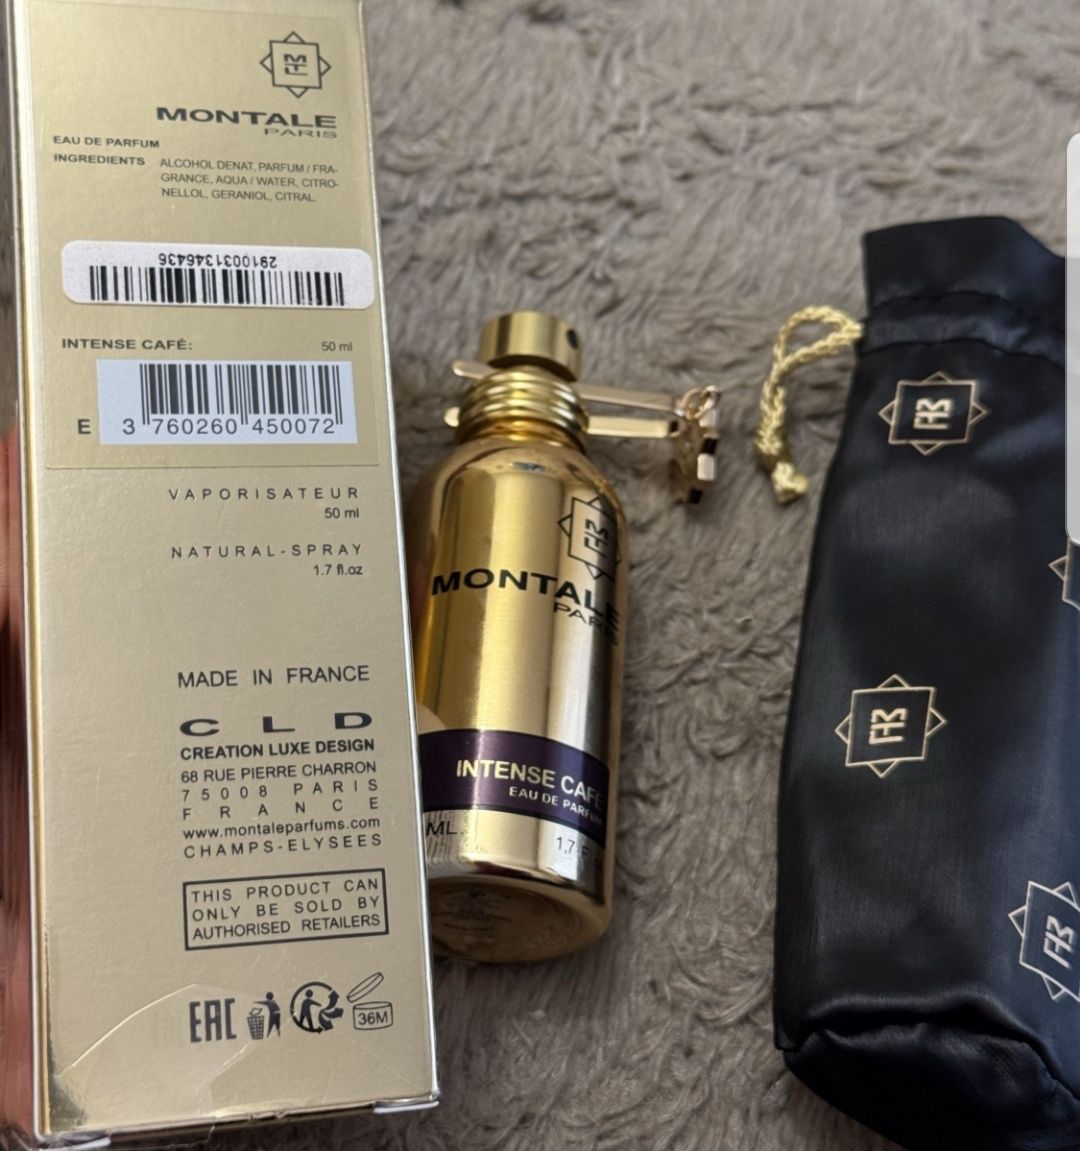 MONTALE
PARIS
EAU DE PARFUM
INGREDIENTS ALCOHOL DENAT, PARFUM / FRA-
GRANCE, AQUA / WATER, CITRO-
NELLOL, GERANIOL, CITRAL.
2910031346436
INTENSE CAFÉ: 50 ml
E 3 760260 450072
VAPORISATEUR
50 ml
NATURAL-SPRAY
1.7 fl.oz
MADE IN FRANCE
CLD
CREATION LUXE DESIGN
68 RUE PIERRE CHARRON
75008 PARIS
FRANCE
www.montaleparfums.com
CHAMPS-ELYSEES
THIS PRODUCT CAN
ONLY BE SOLD BY
AUTHORISED RETAILERS
EAC
36M
MONTALE
PARIS
INTENSE CAFÉ
EAU DE PARFUM
ML
1,7 F